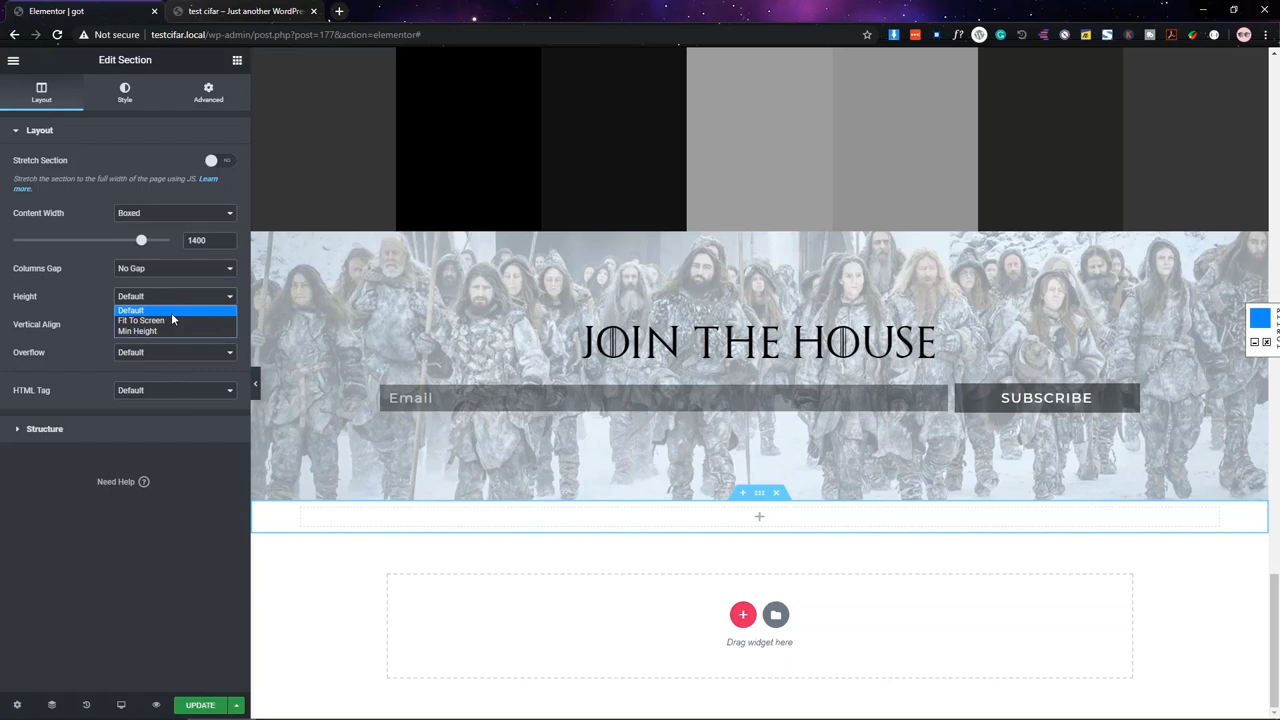 Elementor | got
test cifar – Just another WordPre
Not secure
testcifar.local/wp-admin/post.php?post=177&action=elementor#
Edit Section
Layout
Style
Advanced
Layout
Stretch Section
NO
Stretch the section to the full width of the page using JS. Learn
more.
Content Width
Boxed
1400
Columns Gap
No Gap
Height
Default
Default
Fit To Screen
Min Height
Vertical Align
Overflow
Default
HTML Tag
Default
Structure
Need Help
UPDATE
JOIN THE HOUSE
Email
SUBSCRIBE
Drag widget here